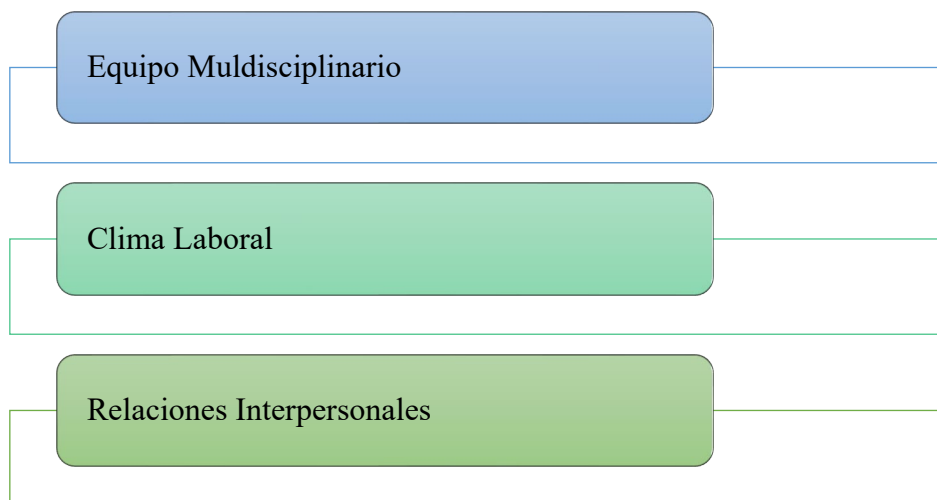 Equipo Muldisciplinario
Clima Laboral
Relaciones Interpersonales